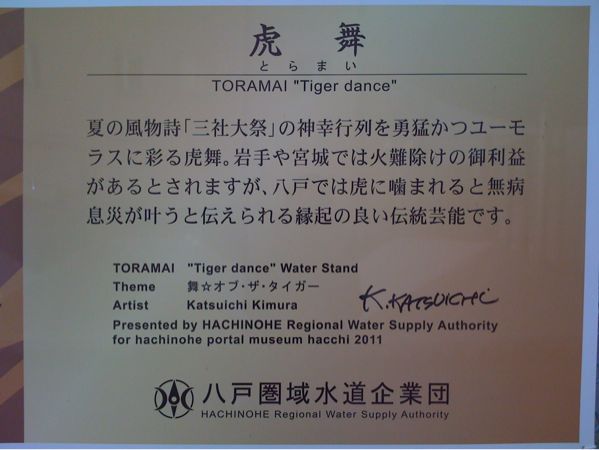 虎舞
とらまい
TORAMAI "Tiger dance"
夏の風物詩「三社大祭」の神幸行列を勇猛かつユーモ
ラスに彩る虎舞。岩手や宮城では火難除けの御利益
があるとされますが、八戸では虎に噛まれると無病
息災が叶うと伝えられる縁起の良い伝統芸能です。
TORAMAI "Tiger dance" Water Stand
Theme 舞☆オブ・ザ・タイガー
Artist Katsuichi Kimura
K.KATSUICHI
Presented by HACHINOHE Regional Water Supply Authority
for hachinohe portal museum hacchi 2011
八戸圏域水道企業団
HACHINOHE Regional Water Supply Authority